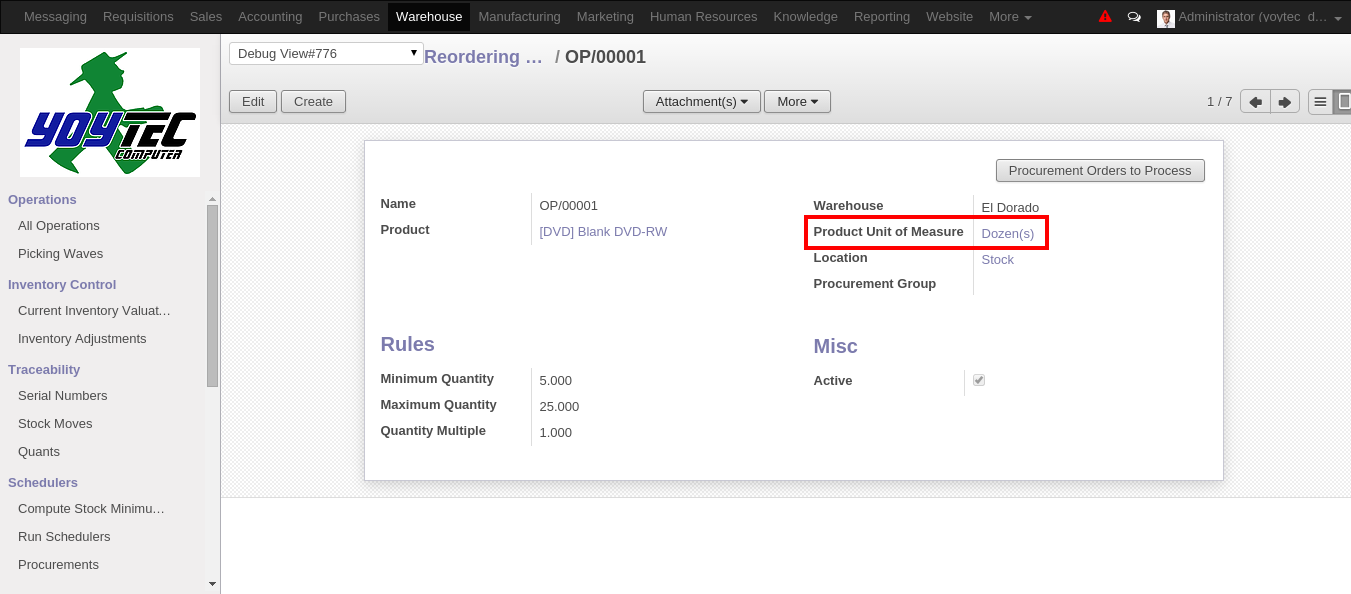 Messaging Requisitions Sales Accounting Purchases Warehouse Manufacturing Marketing Human Resources Knowledge Reporting Website More Administrator (yoytec_d…
Debug View#776 Reordering … / OP/00001
Edit Create Attachment(s) More 1 / 7
YOYTEC
COMPUTER
Operations
All Operations
Picking Waves
Inventory Control
Current Inventory Valuat…
Inventory Adjustments
Traceability
Serial Numbers
Stock Moves
Quants
Schedulers
Compute Stock Minimu…
Run Schedulers
Procurements
Procurement Orders to Process
Name OP/00001
Product [DVD] Blank DVD-RW
Warehouse El Dorado
Product Unit of Measure Dozen(s)
Location Stock
Procurement Group
Rules
Minimum Quantity 5.000
Maximum Quantity 25.000
Quantity Multiple 1.000
Misc
Active